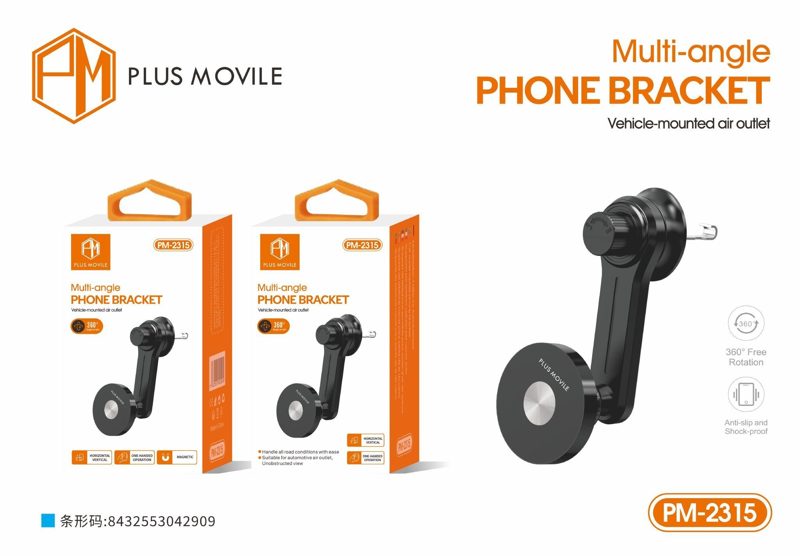 PM PLUS MOVILE
Multi-angle
PHONE BRACKET
Vehicle-mounted air outlet
PM
PLUS MOVILE
PM-2315
Multi-angle
PHONE BRACKET
Vehicle-mounted air outlet
360°
HORIZONTAL
VERTICAL
ONE HANDED
OPERATION
MAGNETIC
PM-2315
PM
PLUS MOVILE
PM-2315
Multi-angle
PHONE BRACKET
Vehicle-mounted air outlet
360°
Handle all road conditions with ease
Suitable for automotive air outlet,
Unobstructed view
HORIZONTAL
VERTICAL
ONE HANDED
OPERATION
PM-2315
PLUS MOVILE
360°
360° Free
Rotation
Anti-slip and
Shock-proof
条形码:8432553042909
PM-2315